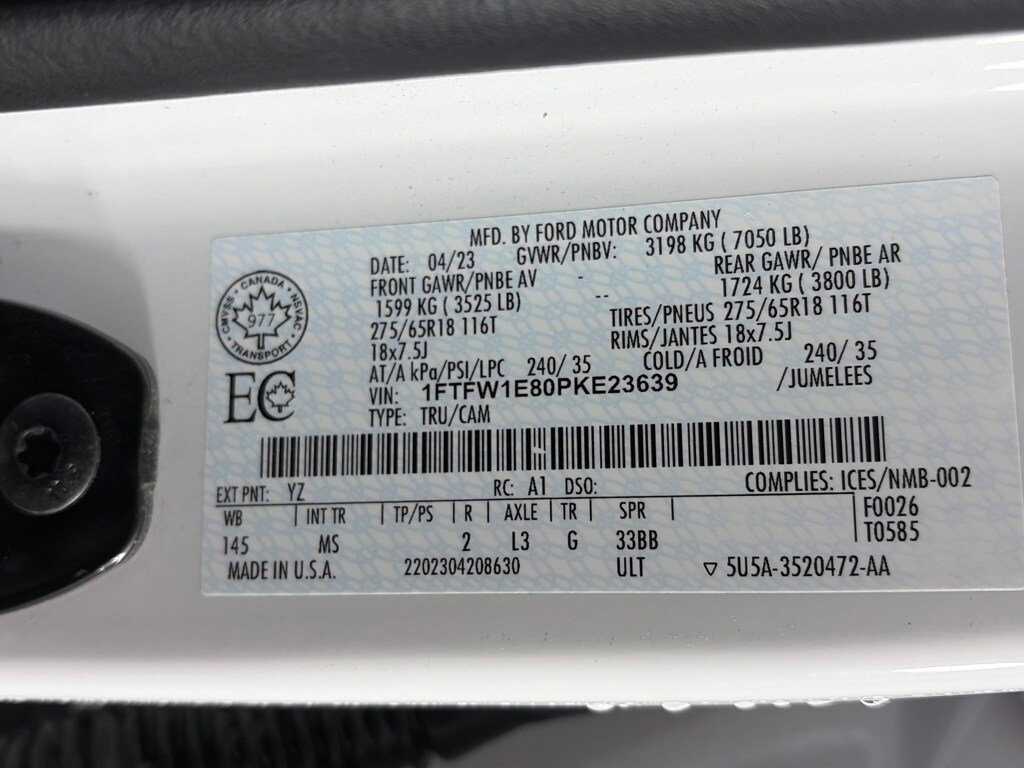 MFD. BY FORD MOTOR COMPANY
DATE: 04/23 GVWR/PNBV: 3198 KG ( 7050 LB)
FRONT GAWR/PNBE AV - REAR GAWR/ PNBE AR
1599 KG ( 3525 LB) -- 1724 KG ( 3800 LB)
275/65R18 116T TIRES/PNEUS 275/65R18 116T
18x7.5J RIMS/JANTES 18x7.5J
AT/A kPa/PSI/LPC 240/ 35 COLD/A FROID 240/ 35
VIN: 1FTFW1E80PKE23639 /JUMELEES
TYPE: TRU/CAM
CANADA
CMVSS NSVAC
977
TRANSPORT
EC
EXT PNT: YZ RC: A1 DSO: COMPLIES: ICES/NMB-002
WB | INT TR | TP/PS | R | AXLE | TR | SPR | F0026
145 MS 2 L3 G 33BB T0585
MADE IN U.S.A. 2202304208630 ULT ▽ 5U5A-3520472-AA